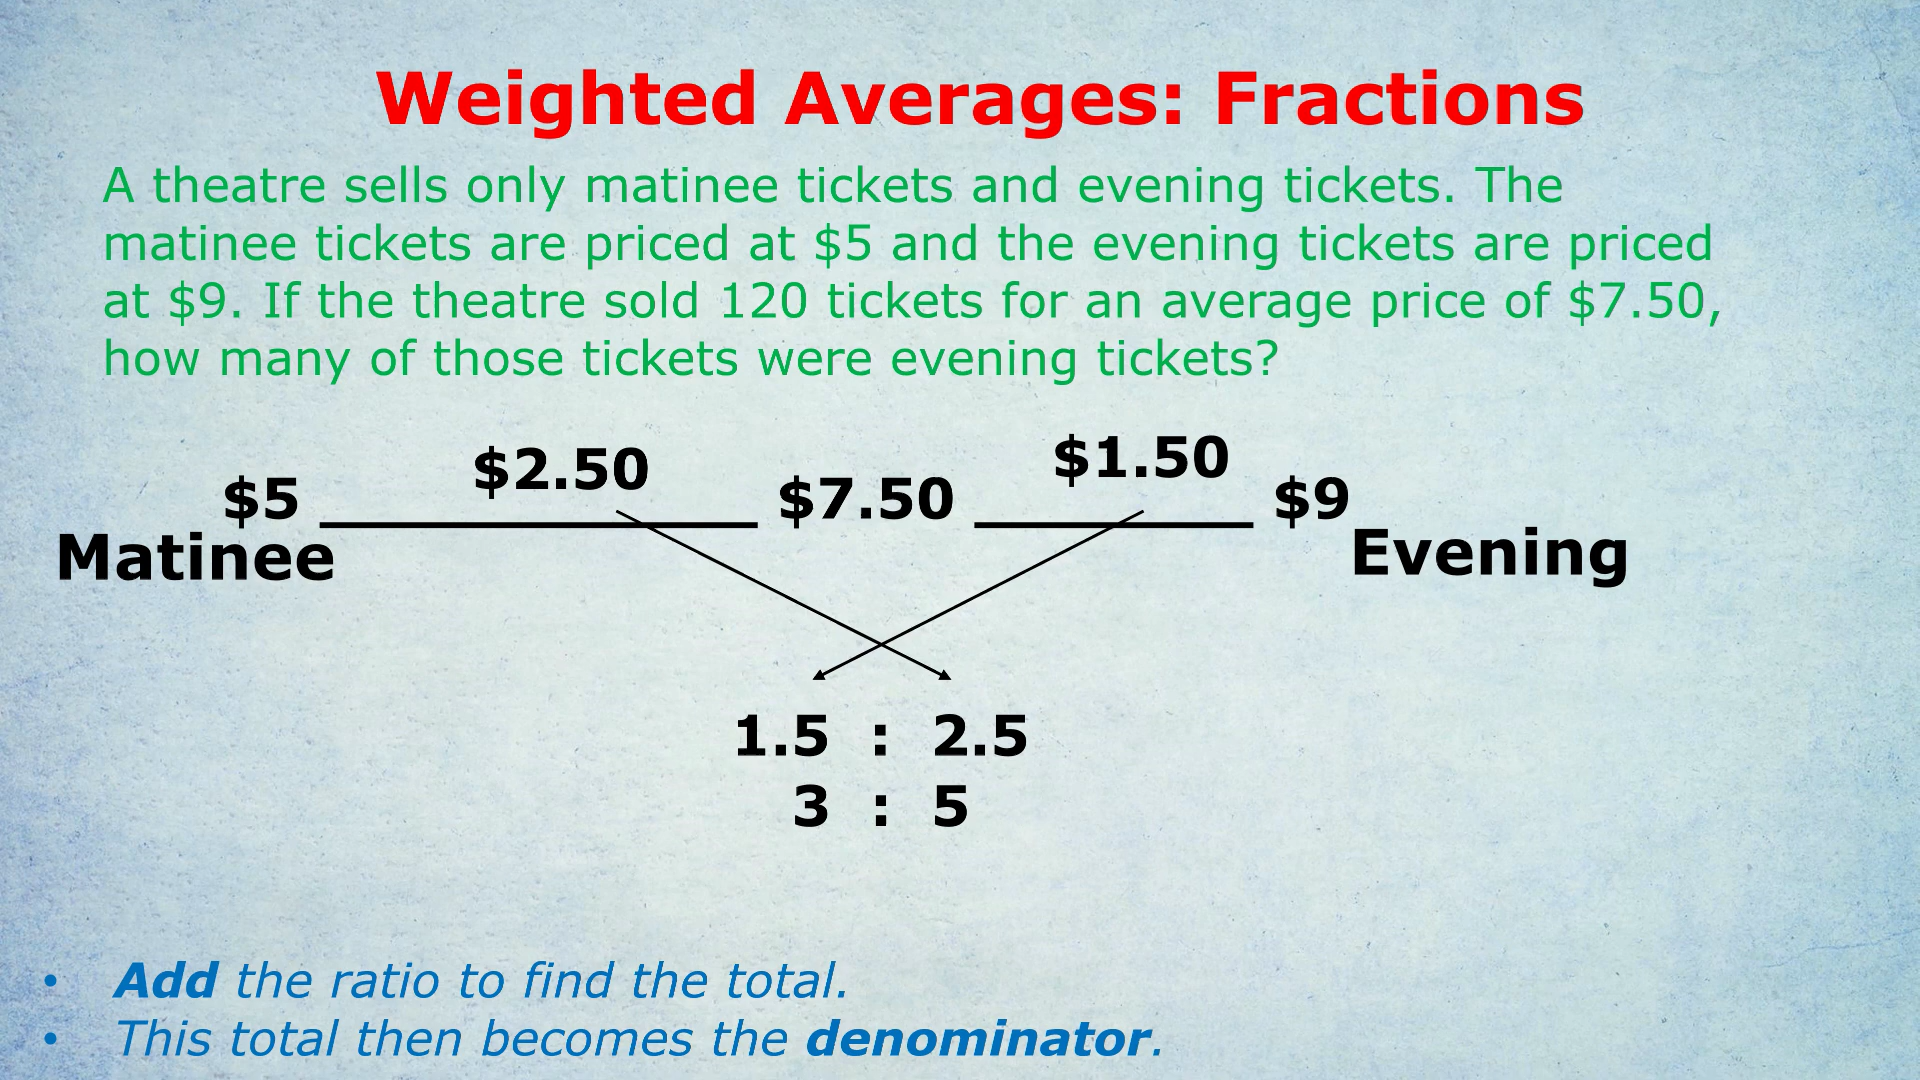 Weighted Averages: Fractions
A theatre sells only matinee tickets and evening tickets. The
matinee tickets are priced at $5 and the evening tickets are priced
at $9. If the theatre sold 120 tickets for an average price of $7.50,
how many of those tickets were evening tickets?
$2.50 $1.50
$5 ________________ $7.50 __________ $9
Matinee Evening
1.5 : 2.5
3 : 5
• Add the ratio to find the total.
• This total then becomes the denominator.